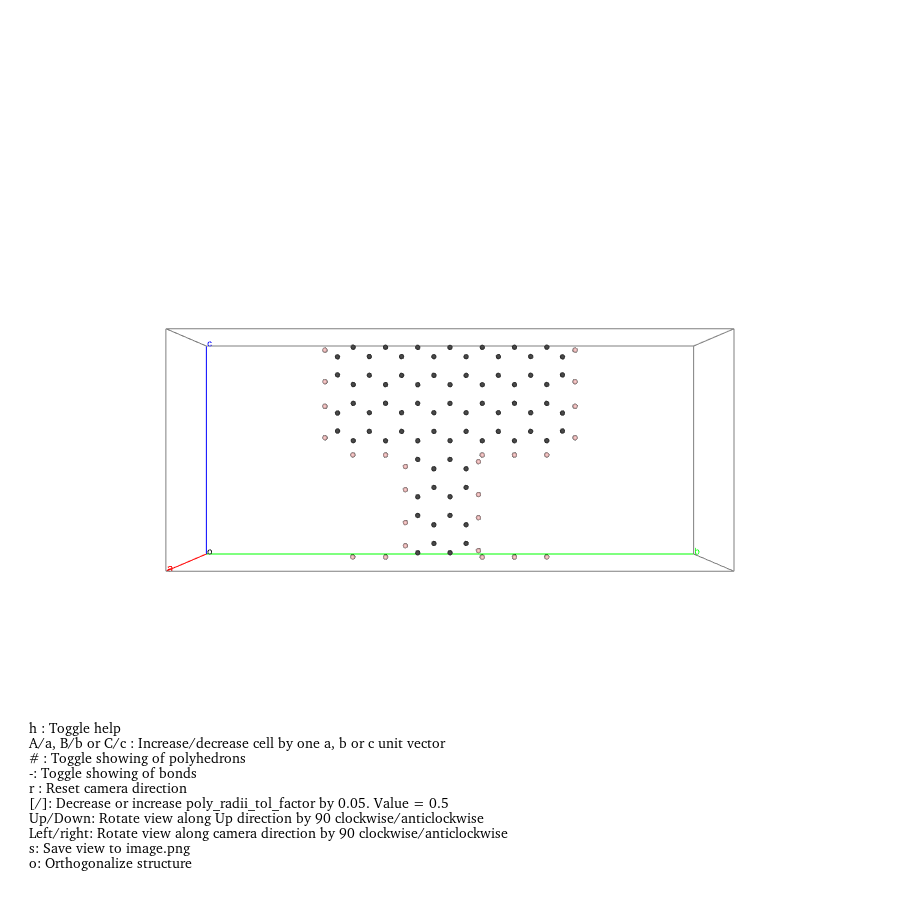 c
o
b
a
h : Toggle help
A/a, B/b or C/c : Increase/decrease cell by one a, b or c unit vector
# : Toggle showing of polyhedrons
-: Toggle showing of bonds
r : Reset camera direction
[/]: Decrease or increase poly_radii_tol_factor by 0.05. Value = 0.5
Up/Down: Rotate view along Up direction by 90 clockwise/anticlockwise
Left/right: Rotate view along camera direction by 90 clockwise/anticlockwise
s: Save view to image.png
o: Orthogonalize structure